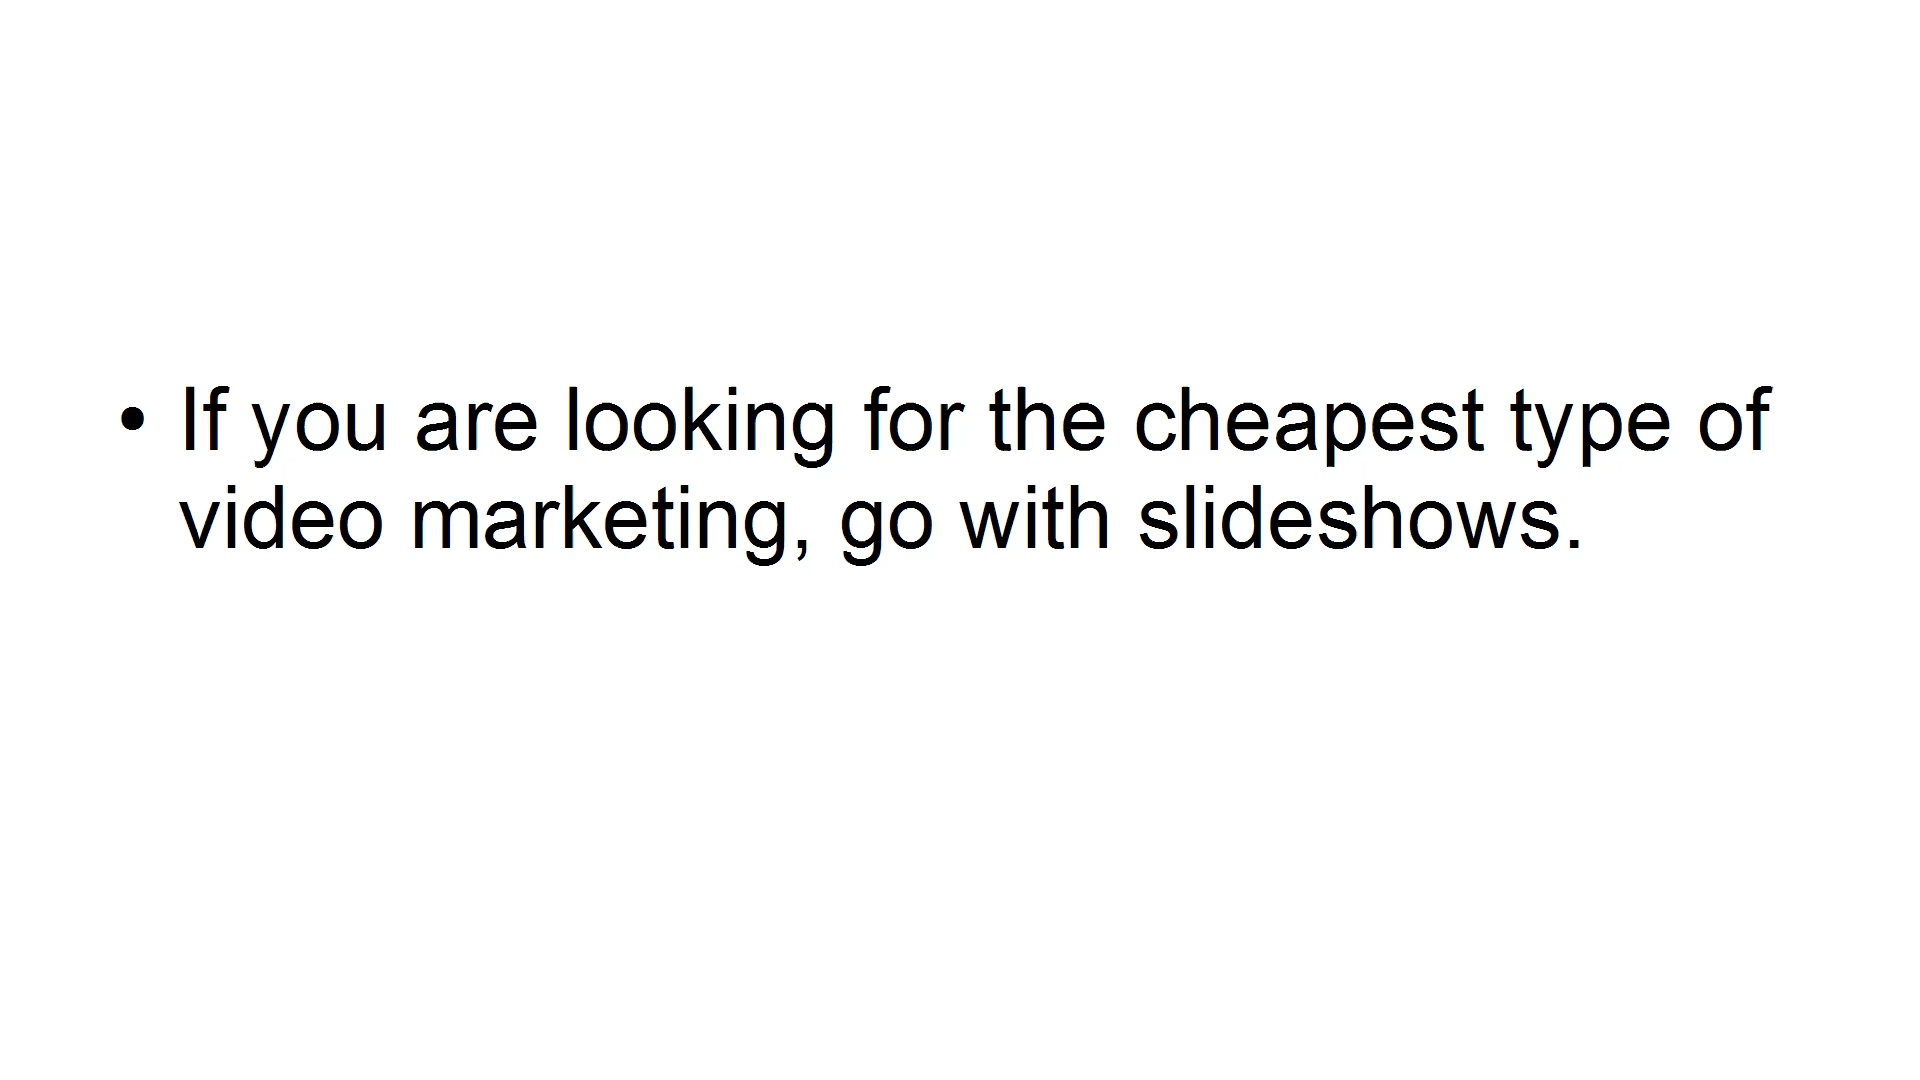 • If you are looking for the cheapest type of
video marketing, go with slideshows.